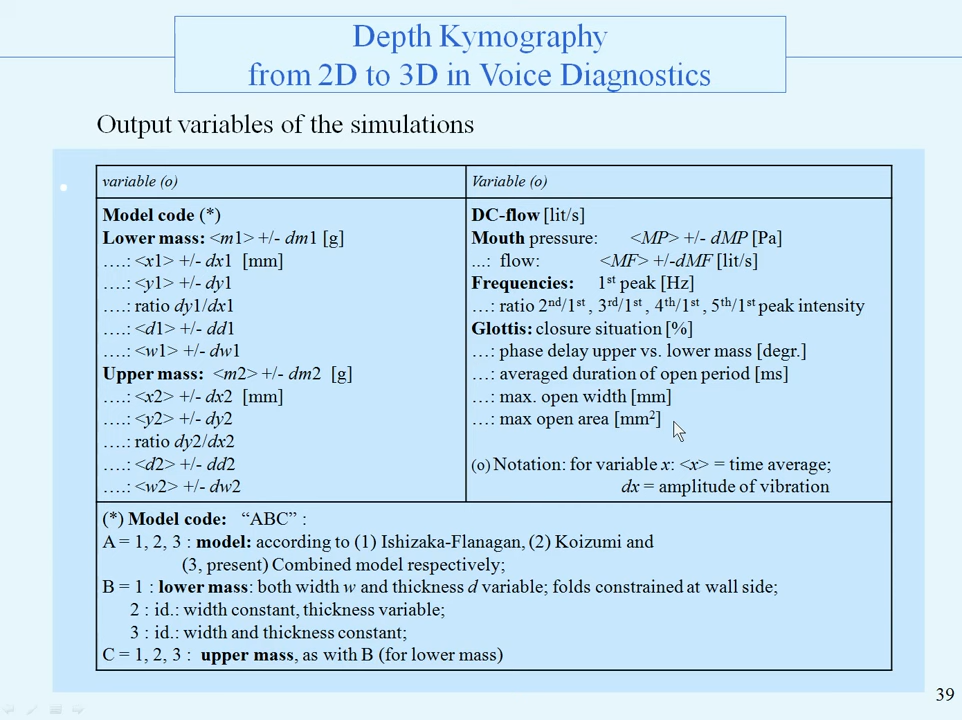 Depth Kymography
from 2D to 3D in Voice Diagnostics
Output variables of the simulations
variable (o)
Model code (*)
Lower mass: <m1> +/- dm1 [g]
….: <x1> +/- dx1 [mm]
….: <y1> +/- dy1
….: ratio dy1/dx1
….: <d1> +/- dd1
….: <w1> +/- dw1
Upper mass: <m2> +/- dm2 [g]
….: <x2> +/- dx2 [mm]
….: <y2> +/- dy2
….: ratio dy2/dx2
….: <d2> +/- dd2
….: <w2> +/- dw2
Variable (o)
DC-flow [lit/s]
Mouth pressure: <MP> +/- dMP [Pa]
...: flow: <MF> +/-dMF [lit/s]
Frequencies: 1st peak [Hz]
…: ratio 2nd/1st , 3rd/1st , 4th/1st , 5th/1st peak intensity
Glottis: closure situation [%]
…: phase delay upper vs. lower mass [degr.]
…: averaged duration of open period [ms]
…: max. open width [mm]
…: max open area [mm²]
(o) Notation: for variable x: <x> = time average;
dx = amplitude of vibration
(*) Model code: “ABC” :
A = 1, 2, 3 : model: according to (1) Ishizaka-Flanagan, (2) Koizumi and
(3, present) Combined model respectively;
B = 1 : lower mass: both width w and thickness d variable; folds constrained at wall side;
2 : id.: width constant, thickness variable;
3 : id.: width and thickness constant;
C = 1, 2, 3 : upper mass, as with B (for lower mass)
39